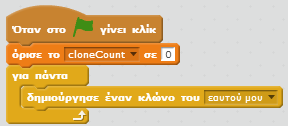 Όταν στο γίνει κλικ
όρισε το cloneCount σε 0
για πάντα
δημιούργησε έναν κλώνο του εαυτού μου